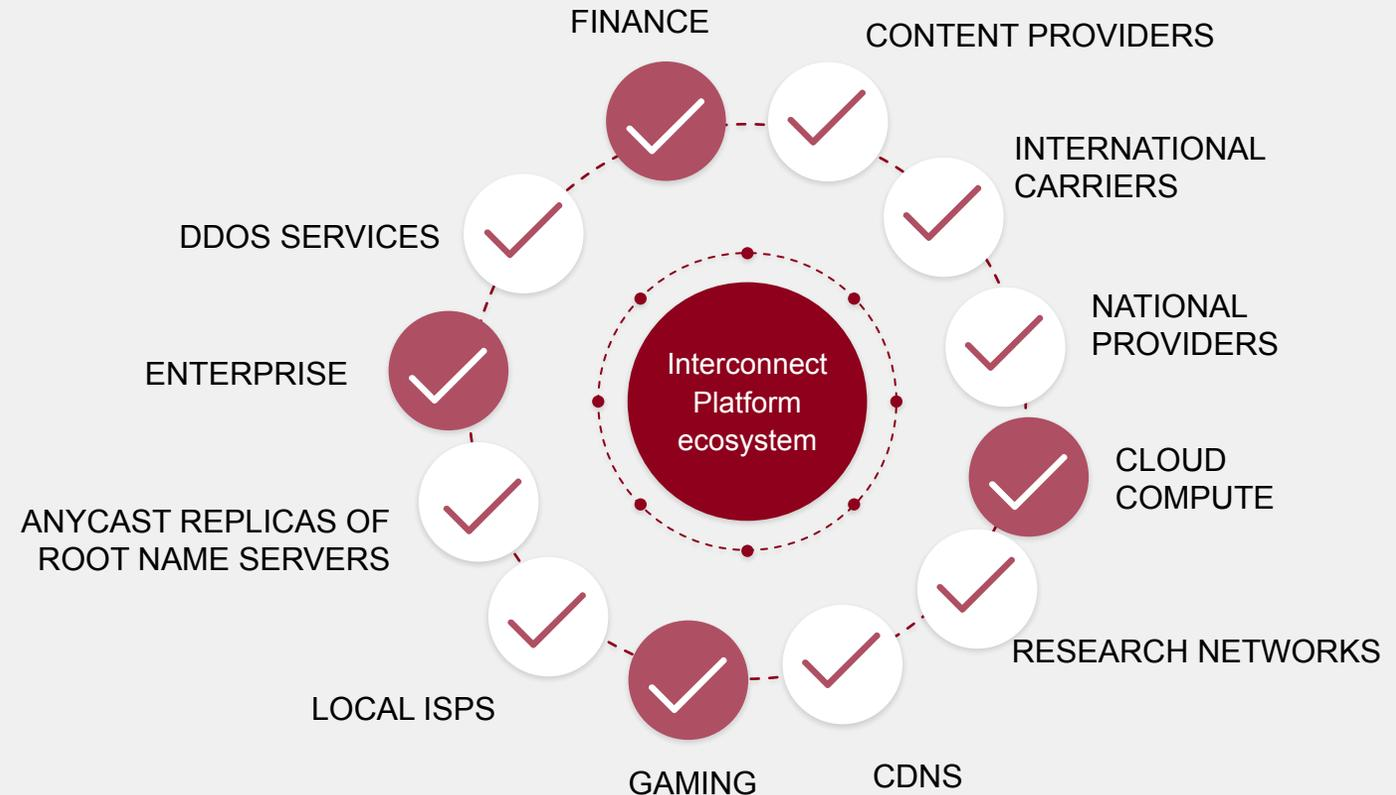 FINANCE
CONTENT PROVIDERS
INTERNATIONAL
CARRIERS
NATIONAL
PROVIDERS
CLOUD
COMPUTE
RESEARCH NETWORKS
CDNS
GAMING
LOCAL ISPS
ANYCAST REPLICAS OF
ROOT NAME SERVERS
ENTERPRISE
DDOS SERVICES
Interconnect
Platform
ecosystem